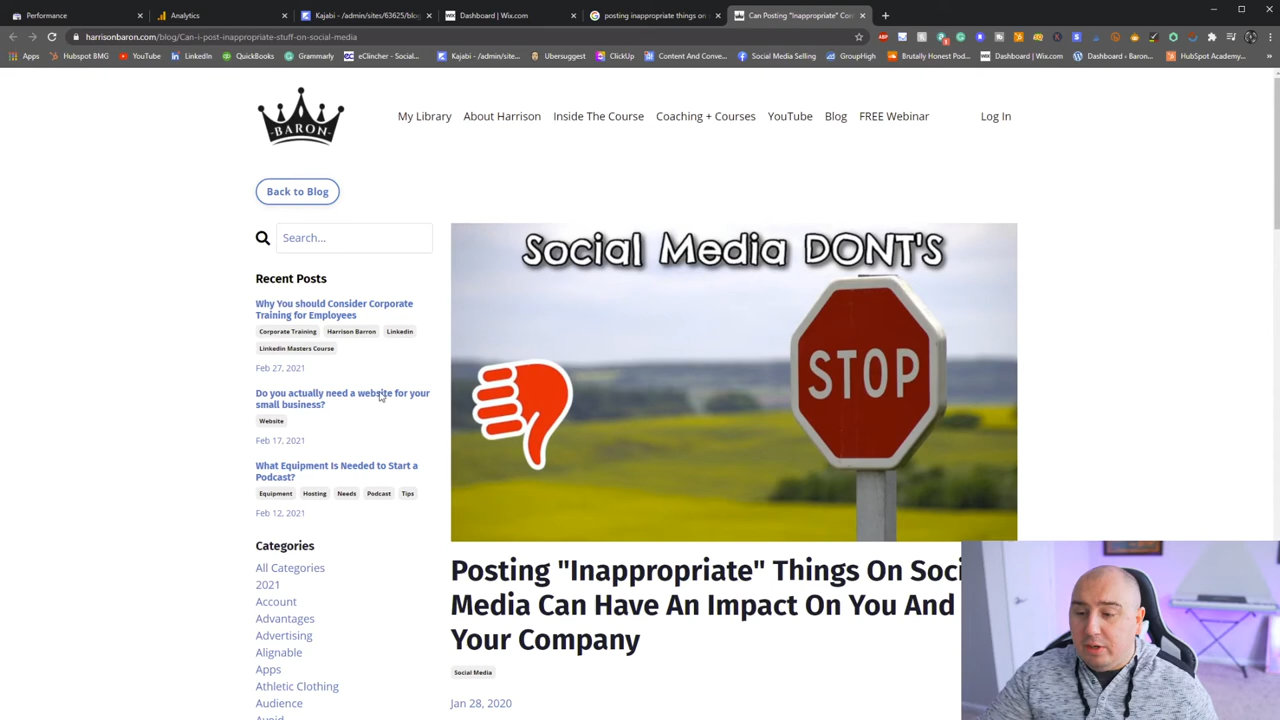 Performance
Analytics
Kajabi - /admin/sites/63625/blog
Dashboard | Wix.com
posting inappropriate things on s
Can Posting "Inappropriate" Con
harrisonbaron.com/blog/Can-i-post-inappropriate-stuff-on-social-media
Apps
Hubspot BMG
YouTube
LinkedIn
QuickBooks
Grammarly
eClincher - Social...
Kajabi - /admin/site...
Ubersuggest
ClickUp
Content And Conve...
Social Media Selling
GroupHigh
Brutally Honest Pod...
Dashboard | Wix.com
Dashboard ‹ Baron...
HubSpot Academy...
BARON
My Library
About Harrison
Inside The Course
Coaching + Courses
YouTube
Blog
FREE Webinar
Log In
Back to Blog
Search...
Recent Posts
Why You should Consider Corporate
Training for Employees
Corporate Training
Harrison Barron
Linkedin
Linkedin Masters Course
Feb 27, 2021
Do you actually need a website for your
small business?
Website
Feb 17, 2021
What Equipment Is Needed to Start a
Podcast?
Equipment
Hosting
Needs
Podcast
Tips
Feb 12, 2021
Categories
All Categories
2021
Account
Advantages
Advertising
Alignable
Apps
Athletic Clothing
Audience
Avoid
Social Media DONT'S
STOP
Posting "Inappropriate" Things On Soci
Media Can Have An Impact On You And
Your Company
Social Media
Jan 28, 2020